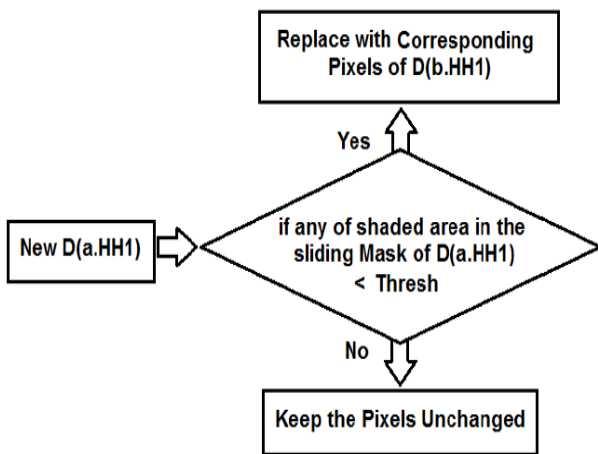 Replace with Corresponding
Pixels of D(b.HH1)
Yes
New D(a.HH1)
if any of shaded area in the
sliding Mask of D(a.HH1)
< Thresh
No
Keep the Pixels Unchanged